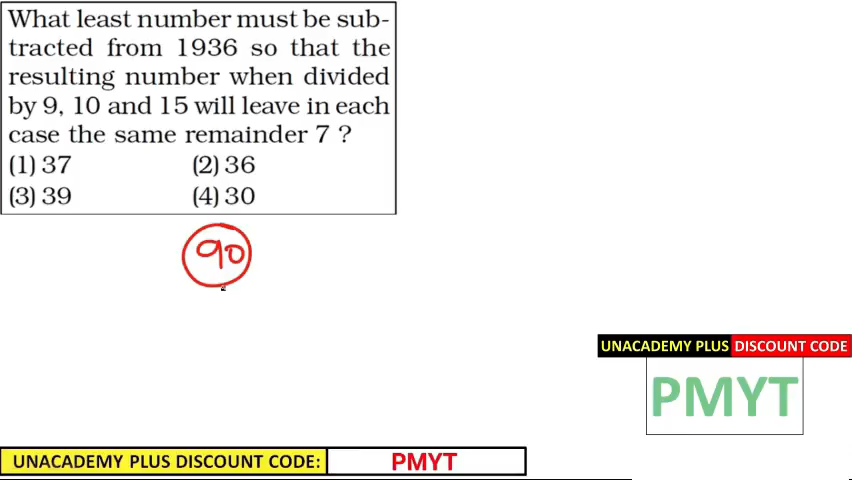 What least number must be sub-
tracted from 1936 so that the
resulting number when divided
by 9, 10 and 15 will leave in each
case the same remainder 7 ?
(1) 37 (2) 36
(3) 39 (4) 30
90
UNACADEMY PLUS DISCOUNT CODE
PMYT
UNACADEMY PLUS DISCOUNT CODE: PMYT